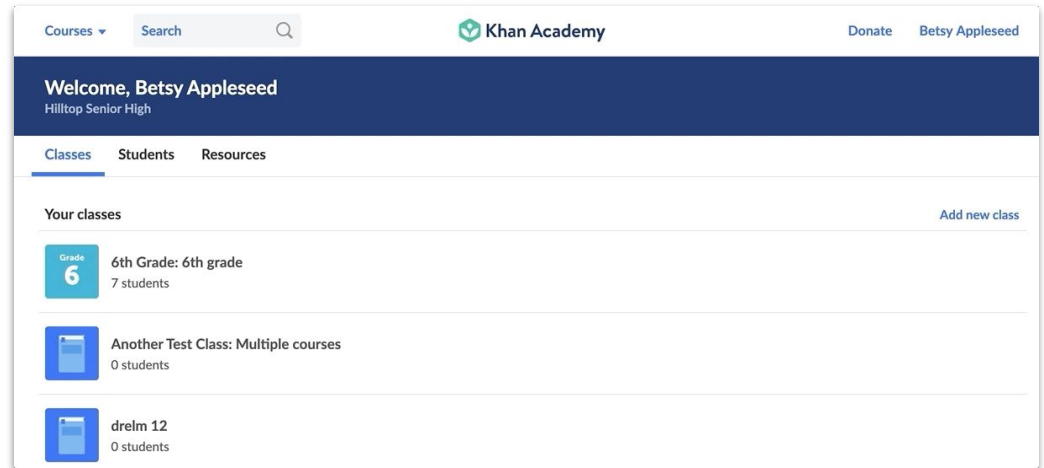 Courses Search Khan Academy Donate Betsy Appleseed
Welcome, Betsy Appleseed
Hilltop Senior High
Classes Students Resources
Your classes Add new class
Grade
6
6th Grade: 6th grade
7 students
Another Test Class: Multiple courses
0 students
drelm 12
0 students